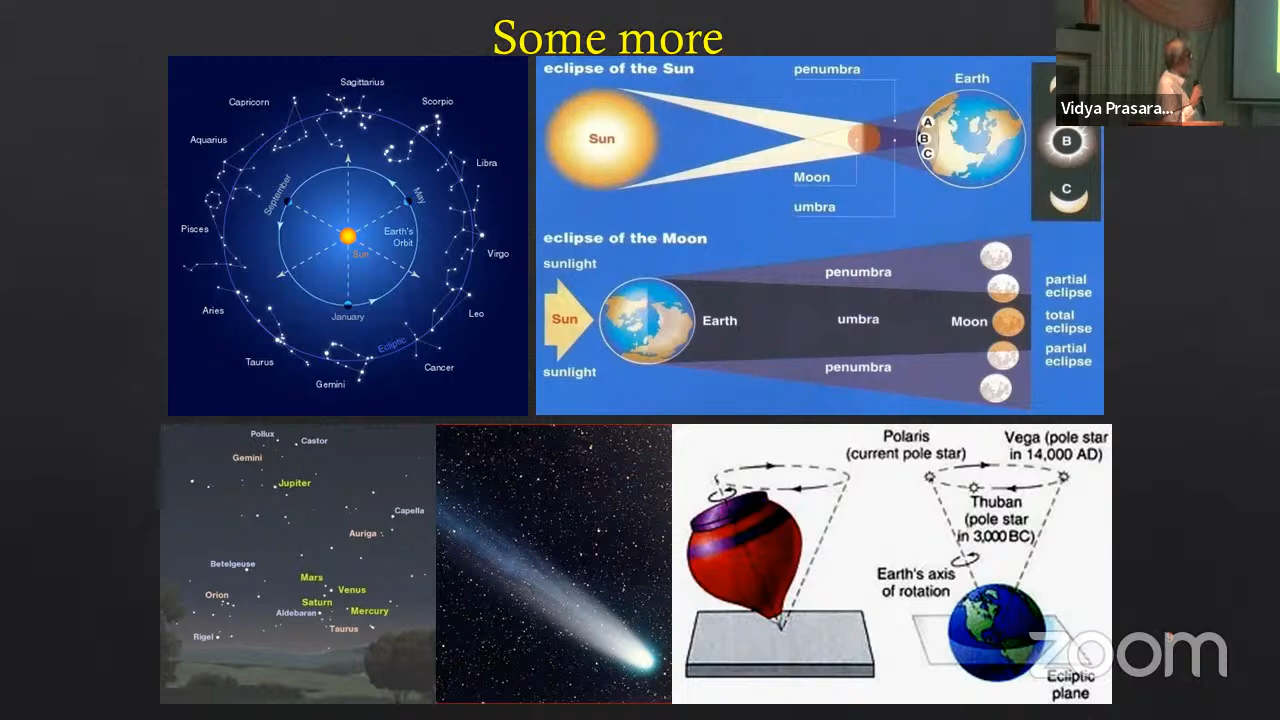 Some more
Vidya Prasara...
Sagittarius
Capricorn
Scorpio
Aquarius
Libra
September
May
Pisces
Earth's
Orbit
Sun
Virgo
Aries
January
Leo
Ecliptic
Taurus
Cancer
Gemini
eclipse of the Sun
penumbra
Earth
Sun
A
B
C
Moon
umbra
B
C
eclipse of the Moon
sunlight
penumbra
partial
eclipse
Sun
Earth
umbra
Moon
total
eclipse
partial
eclipse
sunlight
penumbra
Pollux
Castor
Gemini
Jupiter
Capella
Auriga
Betelgeuse
Mars
Venus
Orion
Saturn
Mercury
Aldebaran
Taurus
Rigel
Polaris
(current pole star)
Vega (pole star
in 14,000 AD)
Thuban
(pole star
in 3,000 BC)
Earth's axis
of rotation
Ecliptic
plane
zoom